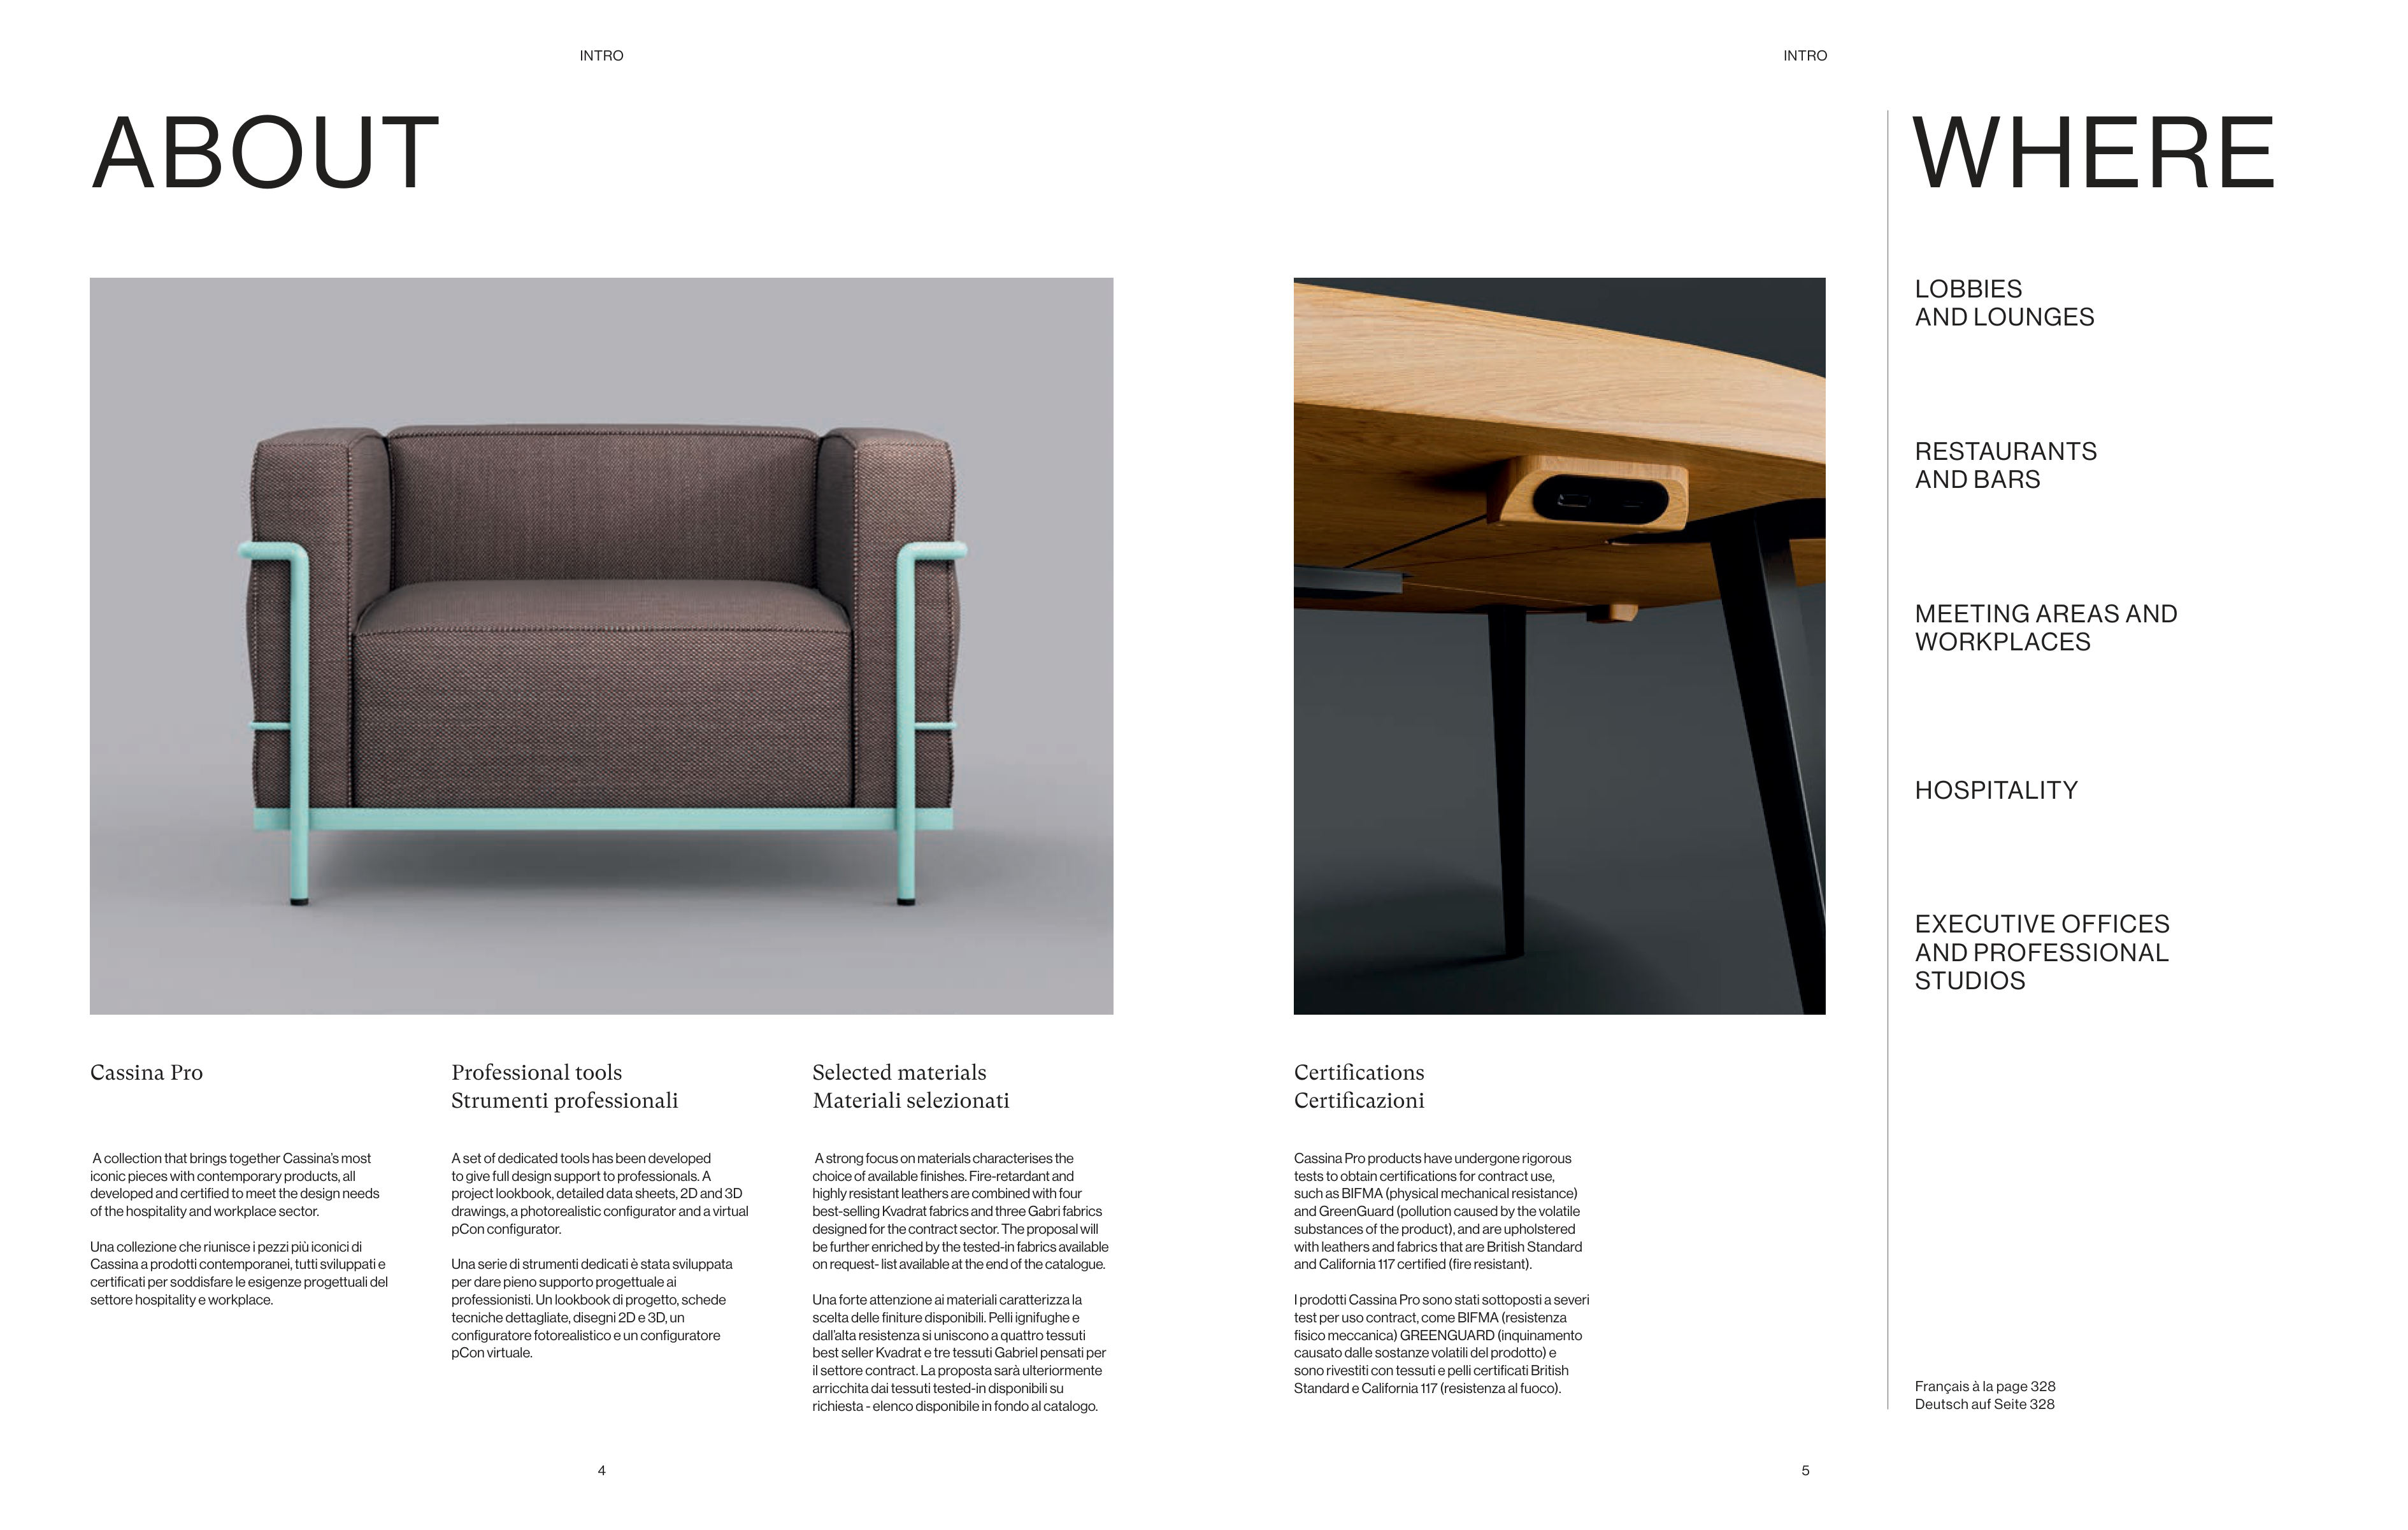 INTRO
ABOUT
Cassina Pro
A collection that brings together Cassina's most
iconic pieces with contemporary products, all
developed and certified to meet the design needs
of the hospitality and workplace sector.
Una collezione che riunisce i pezzi più iconici di
Cassina a prodotti contemporanei, tutti sviluppati e
certificati per soddisfare le esigenze progettuali del
settore hospitality e workplace.
Professional tools
Strumenti professionali
A set of dedicated tools has been developed
to give full design support to professionals. A
project lookbook, detailed data sheets, 2D and 3D
drawings, a photorealistic configurator and a virtual
pCon configurator.
Una serie di strumenti dedicati è stata sviluppata
per dare pieno supporto progettuale ai
professionisti. Un lookbook di progetto, schede
tecniche dettagliate, disegni 2D e 3D, un
configuratore fotorealistico e un configuratore
pCon virtuale.
Selected materials
Materiali selezionati
A strong focus on materials characterises the
choice of available finishes. Fire-retardant and
highly resistant leathers are combined with four
best-selling Kvadrat fabrics and three Gabri fabrics
designed for the contract sector. The proposal will
be further enriched by the tested-in fabrics available
on request- list available at the end of the catalogue.
Una forte attenzione ai materiali caratterizza la
scelta delle finiture disponibili. Pelli ignifughe e
dall'alta resistenza si uniscono a quattro tessuti
best seller Kvadrat e tre tessuti Gabriel pensati per
il settore contract. La proposta sarà ulteriormente
arricchita dai tessuti tested-in disponibili su
richiesta - elenco disponibile in fondo al catalogo.
4
INTRO
Certifications
Certificazioni
Cassina Pro products have undergone rigorous
tests to obtain certifications for contract use,
such as BIFMA (physical mechanical resistance)
and GreenGuard (pollution caused by the volatile
substances of the product), and are upholstered
with leathers and fabrics that are British Standard
and California 117 certified (fire resistant).
I prodotti Cassina Pro sono stati sottoposti a severi
test per uso contract, come BIFMA (resistenza
fisico meccanica) GREENGUARD (inquinamento
causato dalle sostanze volatili del prodotto) e
sono rivestiti con tessuti e pelli certificati British
Standard e California 117 (resistenza al fuoco).
WHERE
LOBBIES
AND LOUNGES
RESTAURANTS
AND BARS
MEETING AREAS AND
WORKPLACES
HOSPITALITY
EXECUTIVE OFFICES
AND PROFESSIONAL
STUDIOS
Français à la page 328
Deutsch auf Seite 328
5